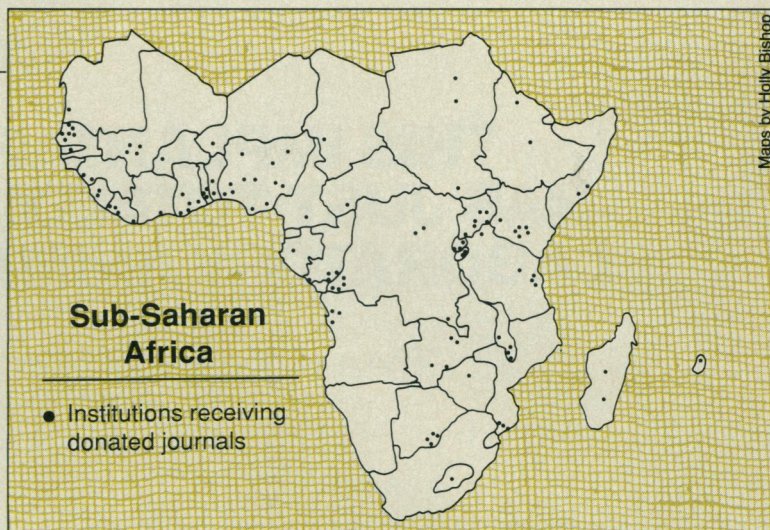 Maps by Holly Bishop
Sub-Saharan
Africa
● Institutions receiving
donated journals